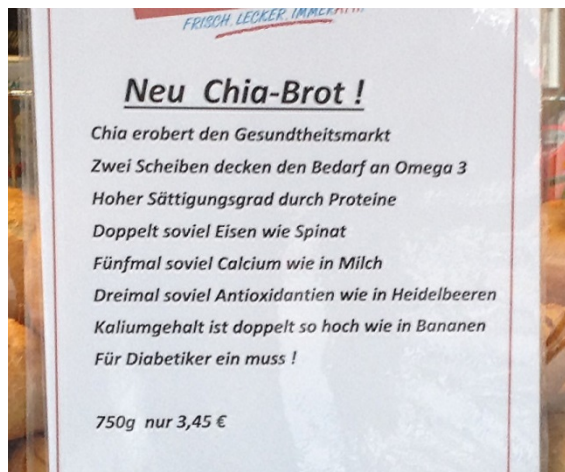 FRISCH. LECKER. IMMER
Neu Chia-Brot !
Chia erobert den Gesundtheitsmarkt
Zwei Scheiben decken den Bedarf an Omega 3
Hoher Sättigungsgrad durch Proteine
Doppelt soviel Eisen wie Spinat
Fünfmal soviel Calcium wie in Milch
Dreimal soviel Antioxidantien wie in Heidelbeeren
Kaliumgehalt ist doppelt so hoch wie in Bananen
Für Diabetiker ein muss !
750g nur 3,45 €